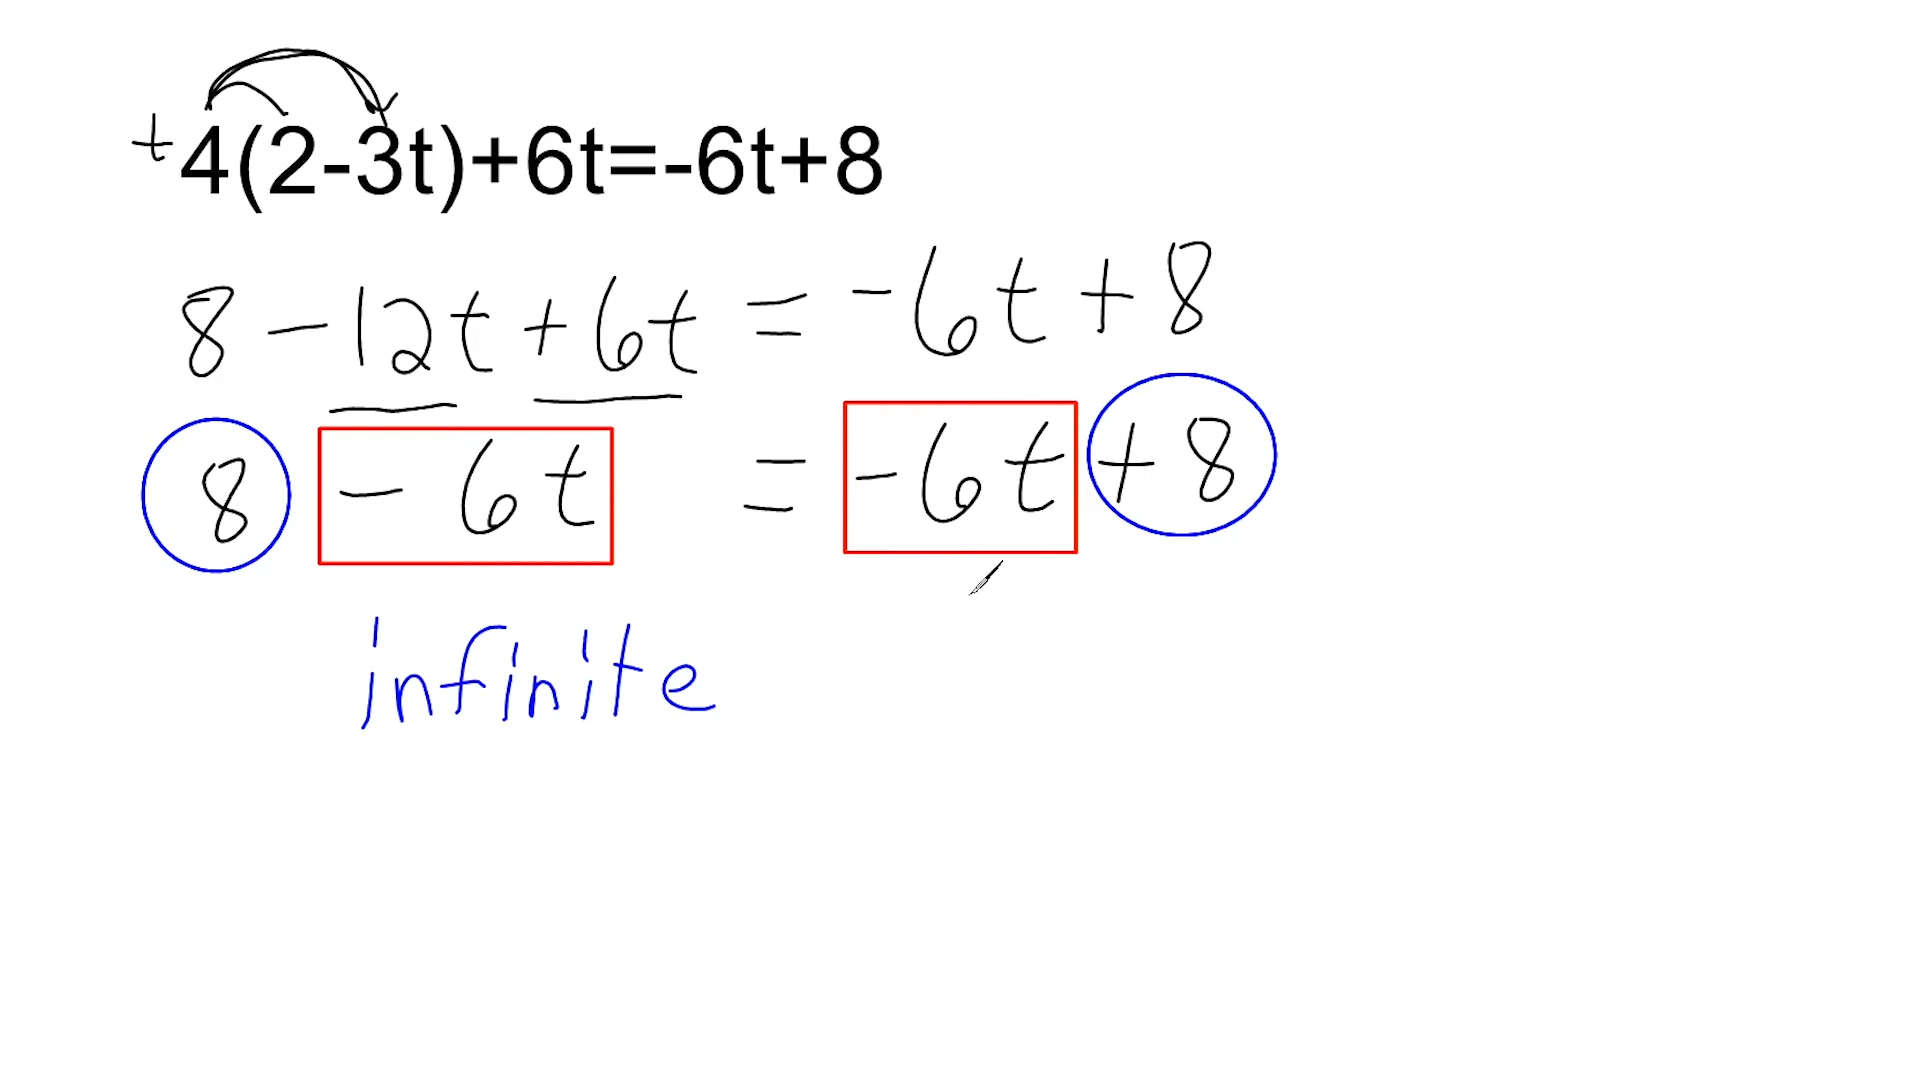 +4(2-3t)+6t=-6t+8
8 - 12t + 6t = -6t + 8
8 - 6t = -6t + 8
infinite